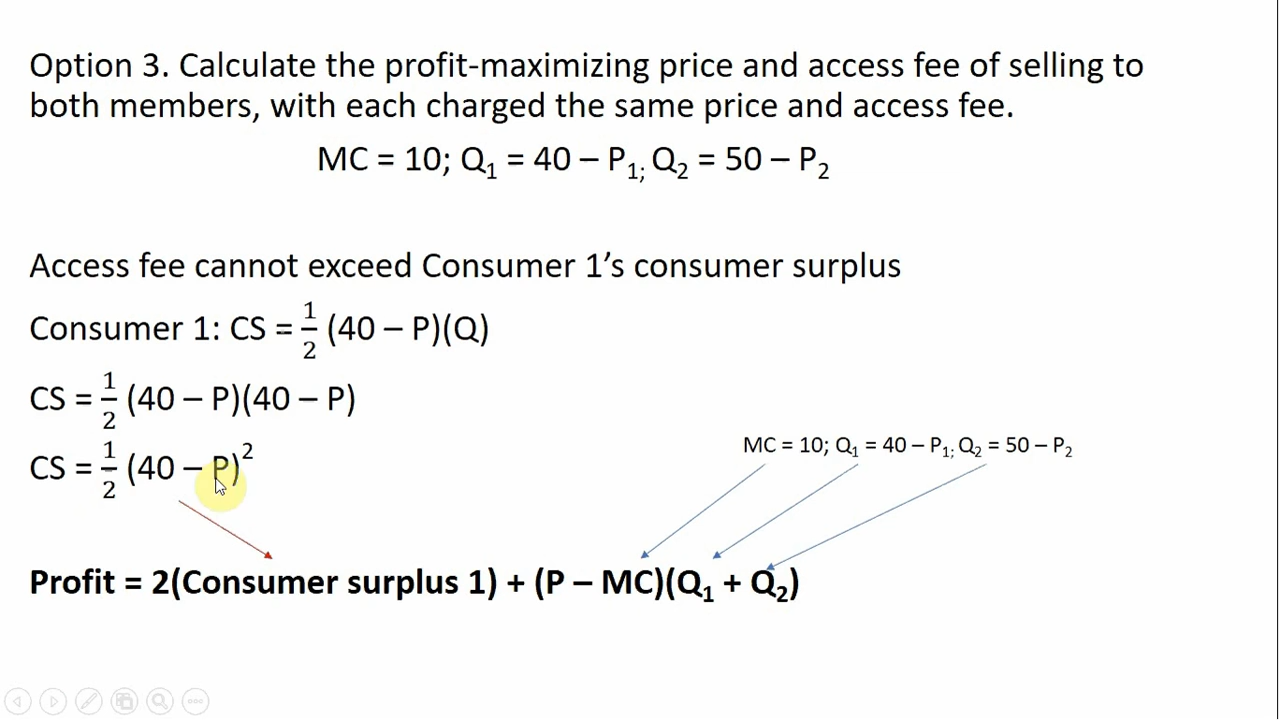 Option 3. Calculate the profit-maximizing price and access fee of selling to
both members, with each charged the same price and access fee.
MC = 10; Q₁ = 40 – P₁; Q₂ = 50 – P₂
Access fee cannot exceed Consumer 1’s consumer surplus
Consumer 1: CS = 1/2 (40 – P)(Q)
CS = 1/2 (40 – P)(40 – P)
CS = 1/2 (40 – P)²
MC = 10; Q₁ = 40 – P₁; Q₂ = 50 – P₂
Profit = 2(Consumer surplus 1) + (P – MC)(Q₁ + Q₂)